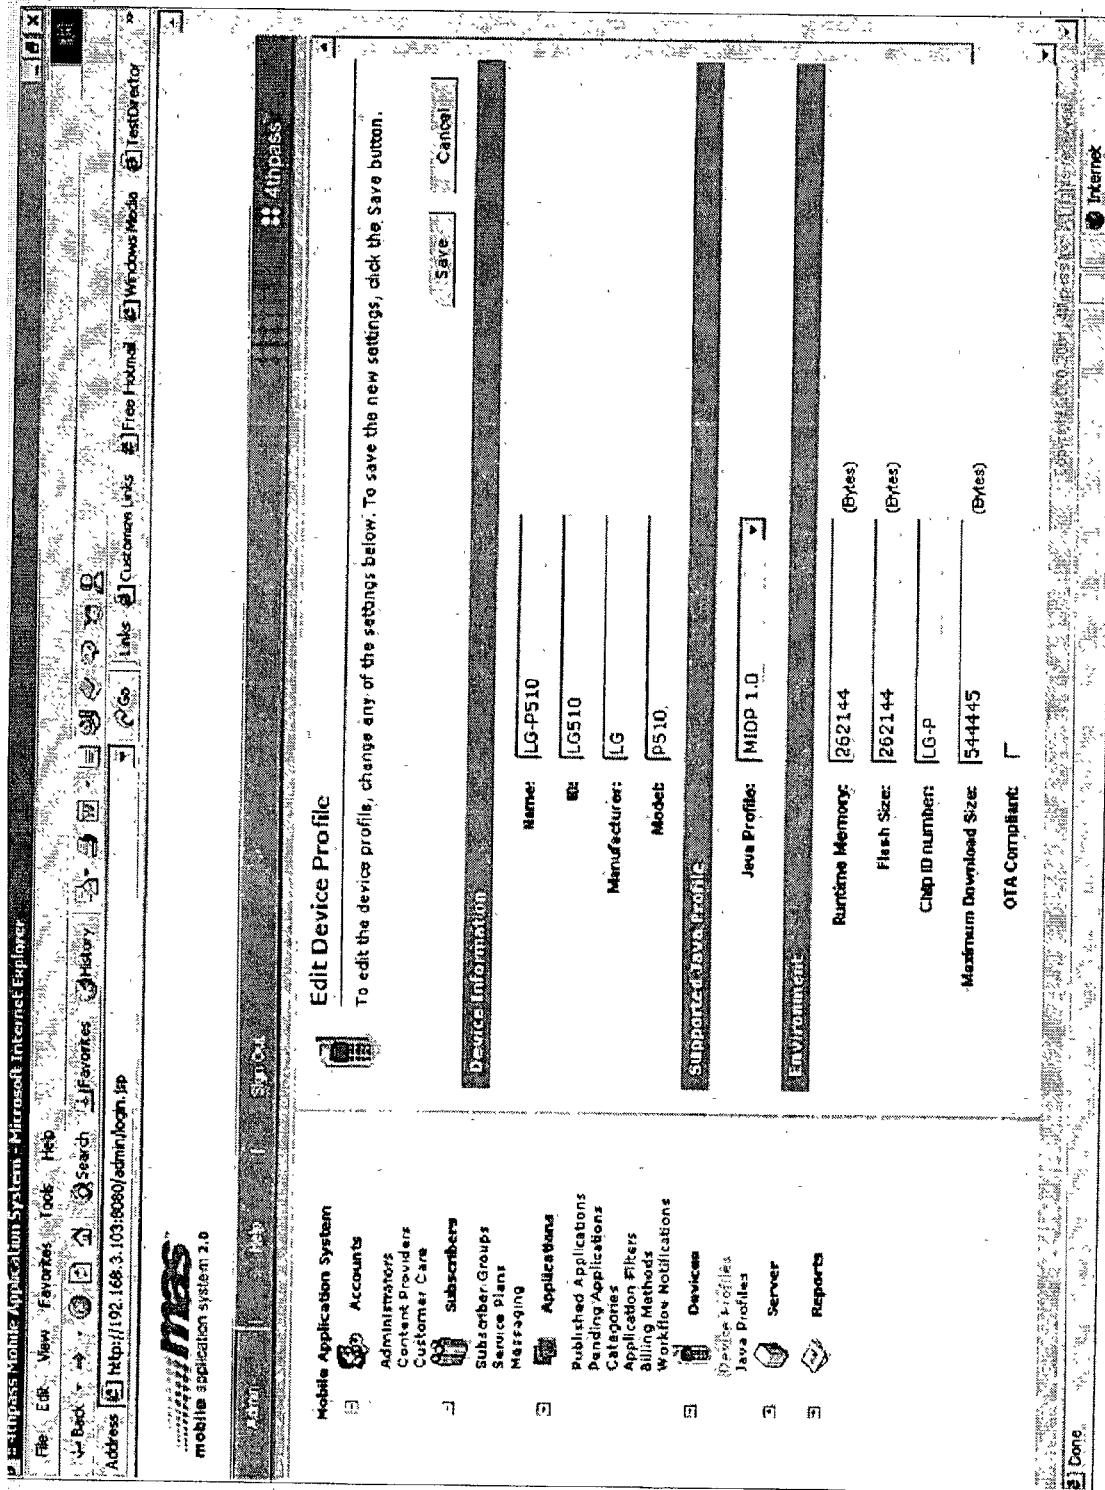 4thpass Mobile Application System - Microsoft Internet Explorer
File Edit View Favorites Tools Help
Back Search Favorites History
Address http://192.168.3.103:8080/admin/login.jsp Go Links Customize Links Free Hotmail Windows Media TestDirector
mas
mobile application system 2.0
Admin Help Sign Out 4thpass
Mobile Application System
Accounts
Administrators
Content Providers
Customer Care
Subscribers
Subscriber Groups
Service Plans
Messaging
Applications
Published Applications
Pending Applications
Categories
Application Filters
Billing Methods
Workflow Notifications
Devices
Device Profiles
Java Profiles
Server
Reports
Edit Device Profile
To edit the device profile, change any of the settings below. To save the new settings, click the Save button.
Save Cancel
Device Information
Name: LG-P510
ID: LG510
Manufacturer: LG
Model: P510
Supported Java Profile
Java Profile: MIDP 1.0
Environment
Runtime Memory: 262144 (Bytes)
Flash Size: 262144 (Bytes)
Chip ID number: LG-P
Maximum Download Size: 544445 (Bytes)
OTA Compliant:
Done Internet